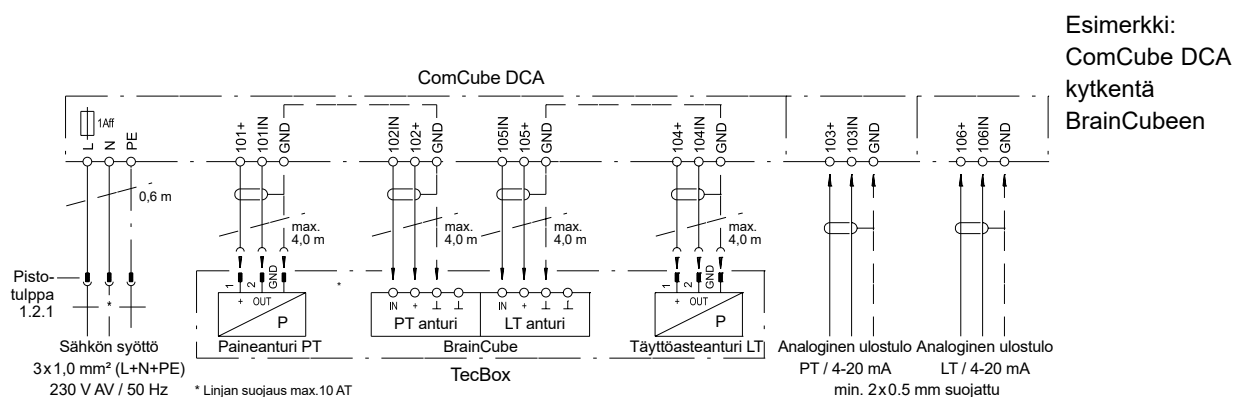 Esimerkki:
ComCube DCA
kytkentä
BrainCubeen
ComCube DCA
1Aff
L
N
PE
101+
101IN
GND
102IN
102+
GND
105IN
105+
GND
104+
104IN
GND
103+
103IN
GND
106+
106IN
GND
0,6 m
max.
4,0 m
max.
4,0 m
max.
4,0 m
max.
4,0 m
Pisto-
tulppa
1.2.1
*
1
2
GND
*
1
2
GND
+ OUT
P
IN + ⊥ ⊥
PT anturi
IN + ⊥ ⊥
LT anturi
+ OUT
P
Sähkön syöttö
3x1,0 mm² (L+N+PE)
230 V AV / 50 Hz
Paineanturi PT
BrainCube
Täyttöasteanturi LT
TecBox
* Linjan suojaus max.10 AT
Analoginen ulostulo
PT / 4-20 mA
Analoginen ulostulo
LT / 4-20 mA
min. 2x0.5 mm suojattu